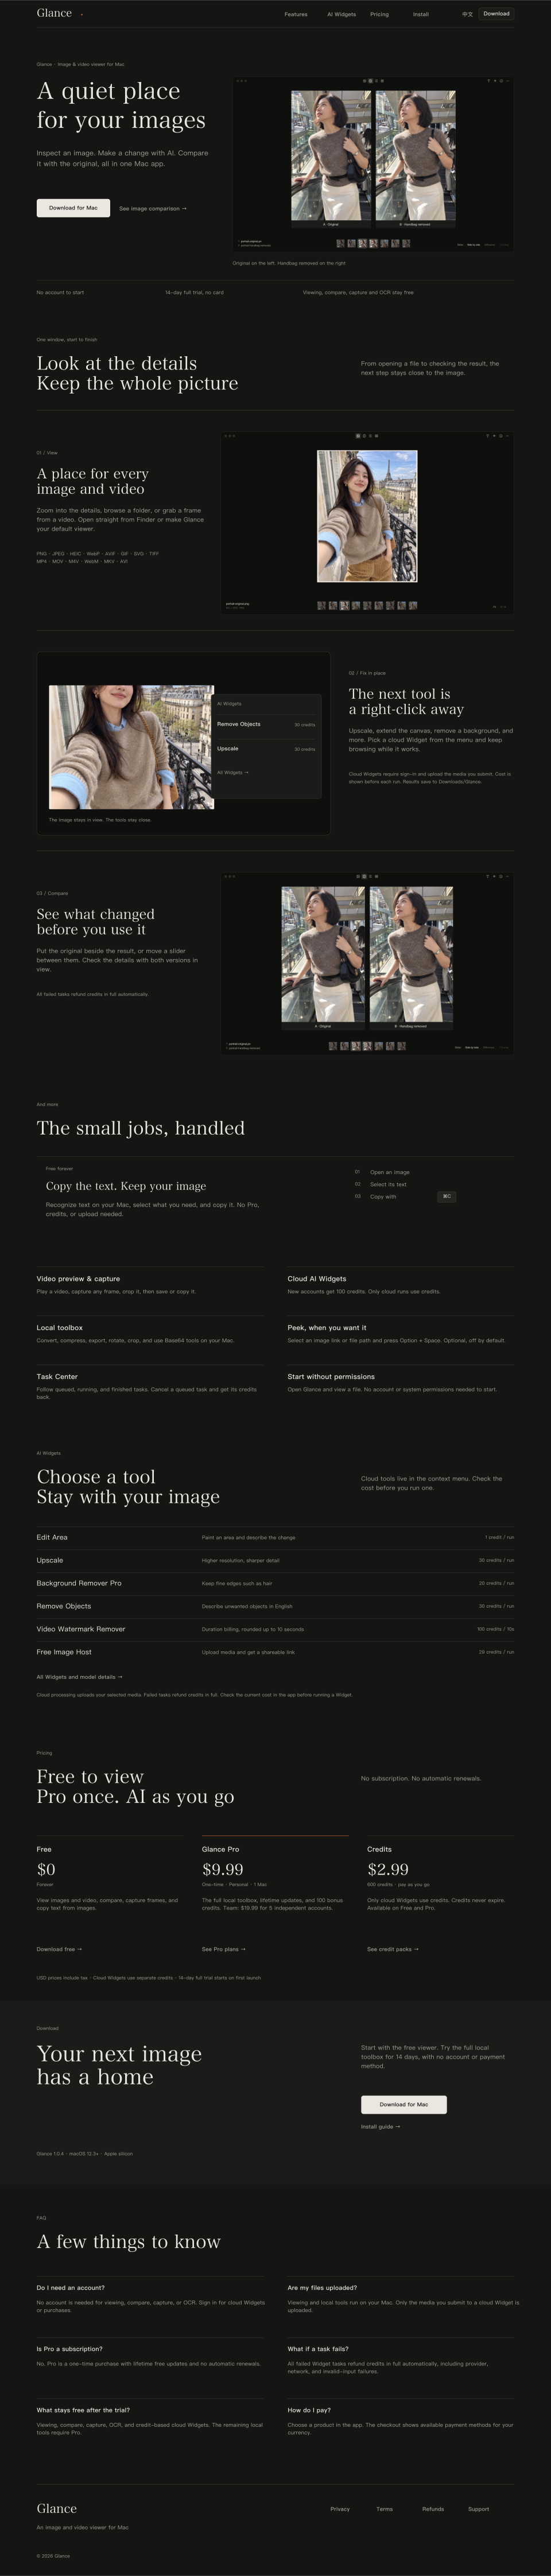 Glance
Features
AI Widgets
Pricing
Install
中文
Download
Glance · Image & video viewer for Mac
A quiet place
for your images
Inspect an image. Make a change with AI. Compare
it with the original, all in one Mac app.
Download for Mac
See image comparison →
A · Original
B · Handbag removed
Original on the left. Handbag removed on the right
No account to start
14-day full trial, no card
Viewing, compare, capture and OCR stay free
One window, start to finish
Look at the details
Keep the whole picture
From opening a file to checking the result, the
next step stays close to the image.
01 / View
A place for every
image and video
Zoom into the details, browse a folder, or grab a frame
from a video. Open straight from Finder or make Glance
your default viewer.
PNG · JPEG · HEIC · WebP · AVIF · GIF · SVG · TIFF
MP4 · MOV · M4V · WebM · MKV · AVI
AI Widgets
Remove Objects
30 credits
Upscale
30 credits
All Widgets →
The image stays in view. The tools stay close.
02 / Fix in place
The next tool is
a right-click away
Upscale, extend the canvas, remove a background, and
more. Pick a cloud Widget from the menu and keep
browsing while it works.
Cloud Widgets require sign-in and upload the media you submit. Cost is
shown before each run. Results save to Downloads/Glance.
03 / Compare
See what changed
before you use it
Put the original beside the result, or move a slider
between them. Check the details with both versions in
view.
All failed tasks refund credits in full automatically.
A · Original
B · Handbag removed
And more
The small jobs, handled
Free forever
Copy the text. Keep your image
Recognize text on your Mac, select what you need, and copy it. No Pro,
credits, or upload needed.
01 Open an image
02 Select its text
03 Copy with ⌘C
Video preview & capture
Play a video, capture any frame, crop it, then save or copy it.
Cloud AI Widgets
New accounts get 100 credits. Only cloud runs use credits.
Local toolbox
Convert, compress, export, rotate, crop, and use Base64 tools on your Mac.
Peek, when you want it
Select an image link or file path and press Option + Space. Optional, off by default.
Task Center
Follow queued, running, and finished tasks. Cancel a queued task and get its credits
back.
Start without permissions
Open Glance and view a file. No account or system permissions needed to start.
AI Widgets
Choose a tool
Stay with your image
Cloud tools live in the context menu. Check the
cost before you run one.
Edit Area
Paint an area and describe the change
1 credit / run
Upscale
Higher resolution, sharper detail
30 credits / run
Background Remover Pro
Keep fine edges such as hair
20 credits / run
Remove Objects
Describe unwanted objects in English
30 credits / run
Video Watermark Remover
Duration billing, rounded up to 10 seconds
100 credits / 10s
Free Image Host
Upload media and get a shareable link
29 credits / run
All Widgets and model details →
Cloud processing uploads your selected media. Failed tasks refund credits in full. Check the current cost in the app before running a Widget
Pricing
Free to view
Pro once. AI as you go
No subscription. No automatic renewals.
Free
$0
Forever
View images and video, compare, capture frames, and
copy text from images.
Download free →
Glance Pro
$9.99
One-time · Personal · 1 Mac
The full local toolbox, lifetime updates, and 100 bonus
credits. Team: $19.99 for 5 independent accounts.
See Pro plans →
Credits
$2.99
600 credits · pay as you go
Only cloud Widgets use credits. Credits never expire.
Available on Free and Pro.
See credit packs →
USD prices include tax · Cloud Widgets use separate credits · 14-day full trial starts on first launch
Download
Your next image
has a home
Start with the free viewer. Try the full local
toolbox for 14 days, with no account or payment
method.
Download for Mac
Install guide →
Glance 1.0.4 · macOS 12.3+ · Apple silicon
FAQ
A few things to know
Do I need an account?
No account is needed for viewing, compare, capture, or OCR. Sign in for cloud Widgets
or purchases.
Are my files uploaded?
Viewing and local tools run on your Mac. Only the media you submit to a cloud Widget is
uploaded.
Is Pro a subscription?
No. Pro is a one-time purchase with lifetime free updates and no automatic renewals.
What if a task fails?
All failed Widget tasks refund credits in full automatically, including provider,
network, and invalid-input failures.
What stays free after the trial?
Viewing, compare, capture, OCR, and credit-based cloud Widgets. The remaining local
tools require Pro.
How do I pay?
Choose a product in the app. The checkout shows available payment methods for your
currency.
Glance
An image and video viewer for Mac
Privacy
Terms
Refunds
Support
© 2026 Glance